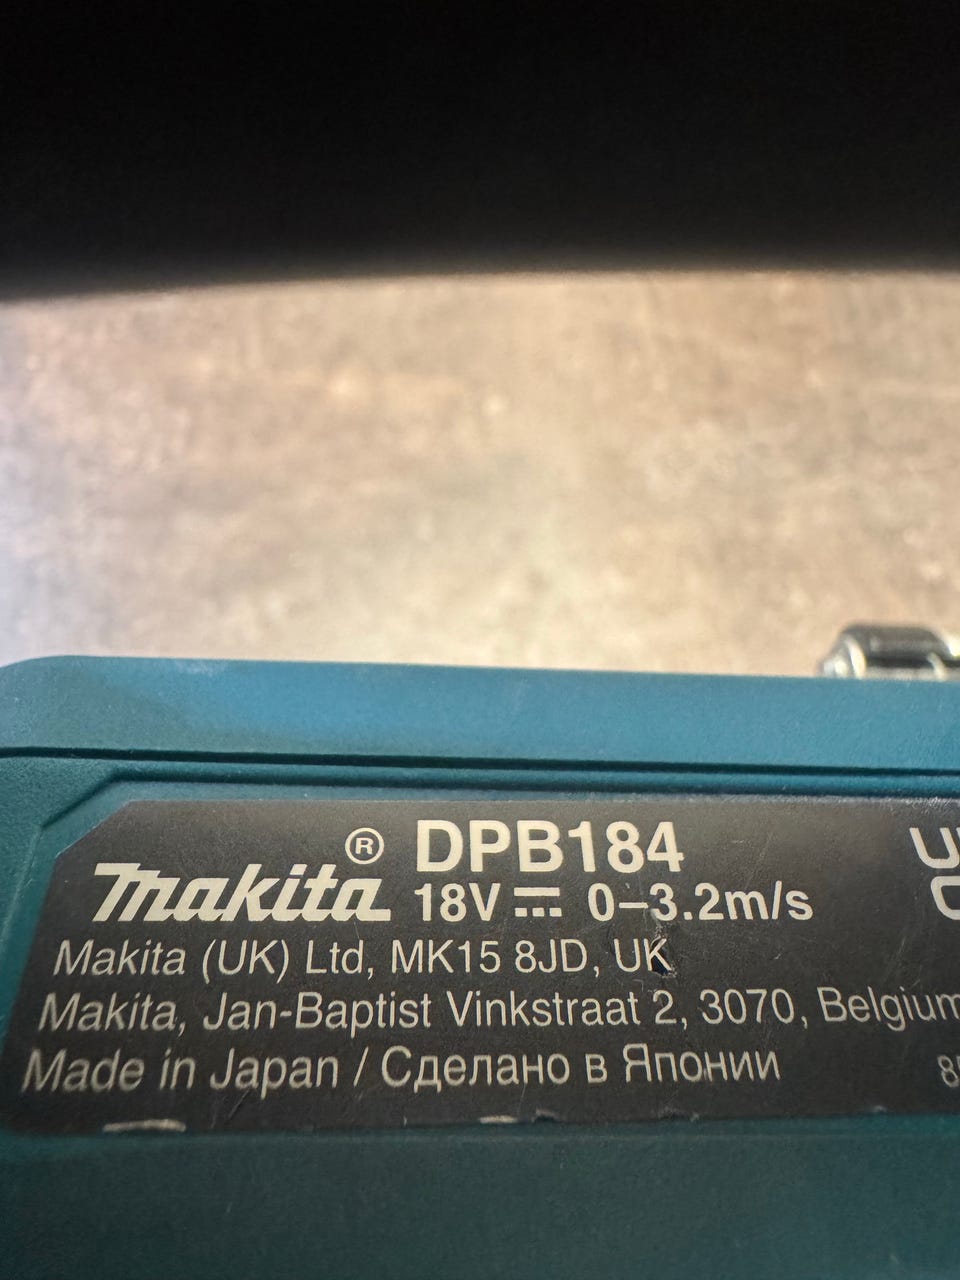 Makita® DPB184
18V ⎓ 0–3.2m/s
Makita (UK) Ltd, MK15 8JD, UK
Makita, Jan-Baptist Vinkstraat 2, 3070, Belgium
Made in Japan / Сделано в Японии